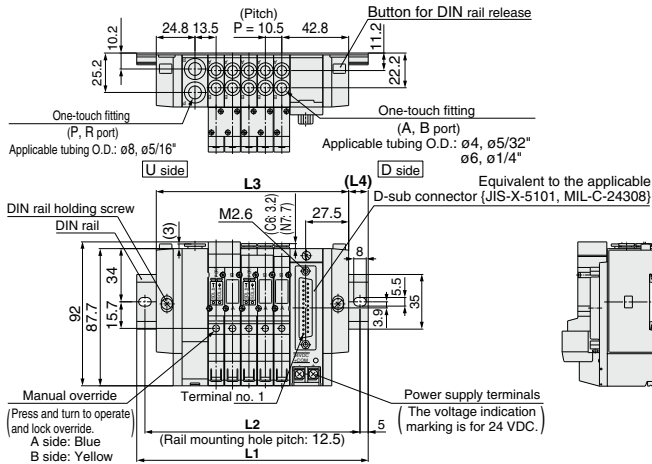 (Pitch)
24.8 13.5 P = 10.5 42.8
Button for DIN rail release
10.2
25.2
11.2
22.2
One-touch fitting
(P, R port)
Applicable tubing O.D.: ø8, ø5/16"
One-touch fitting
(A, B port)
Applicable tubing O.D.: ø4, ø5/32"
ø6, ø1/4"
U side
D side
L3
(L4)
Equivalent to the applicable
D-sub connector {JIS-X-5101, MIL-C-24308}
DIN rail holding screw
DIN rail
(3)
M2.6
(C6: 3.2)
(N7: 7)
27.5
8
92
87.7
34
15.7
5.5
3.9
35
Manual override
(Press and turn to operate
and lock override.)
A side: Blue
B side: Yellow
Terminal no. 1
Power supply terminals
(The voltage indication
marking is for 24 VDC.)
L2
(Rail mounting hole pitch: 12.5)
5
L1